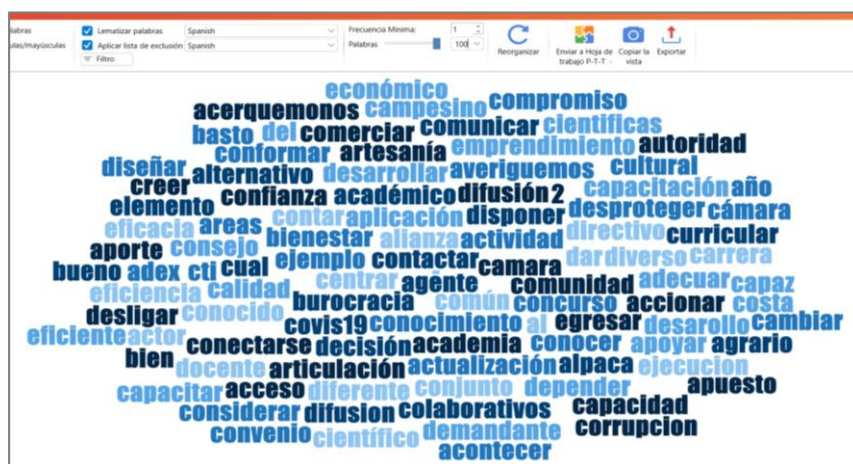 labras
Lematizar palabras Spanish
Frecuencia Mínima: 1
ulas/mayúsculas
Aplicar lista de exclusión Spanish
Palabras 100
Filtro
Reorganizar
Enviar a Hoja de trabajo P-T-T
Copiar la vista
Exportar
económico
acerquemonos campesino compromiso
basto del comerciar comunicar cientificas
conformar artesanía emprendimiento autoridad
diseñar alternativo desarrollar averiguemos cultural
creer confianza académico difusión 2 capacitación año
elemento contar aplicación disponer desproteger cámara
eficacia areas bienestar alianza actividad directivo curricular
aporte consejo ejemplo contactar dar diverso carrera
bueno adex cti cual centrar agente camara comunidad adecuar capaz
eficiencia calidad burocracia común concurso accionar costa
desligar conocido covis19 conocimiento al egresar desarollo cambiar
eficiente actor conectarse decisión academia conocer apoyar agrario
bien docente articulación actualización alpaca ejecucion
capacitar acceso diferente conjunto depender apuesto
considerar difusion colaborativos capacidad
convenio científico demandante corrupcion
acontecer